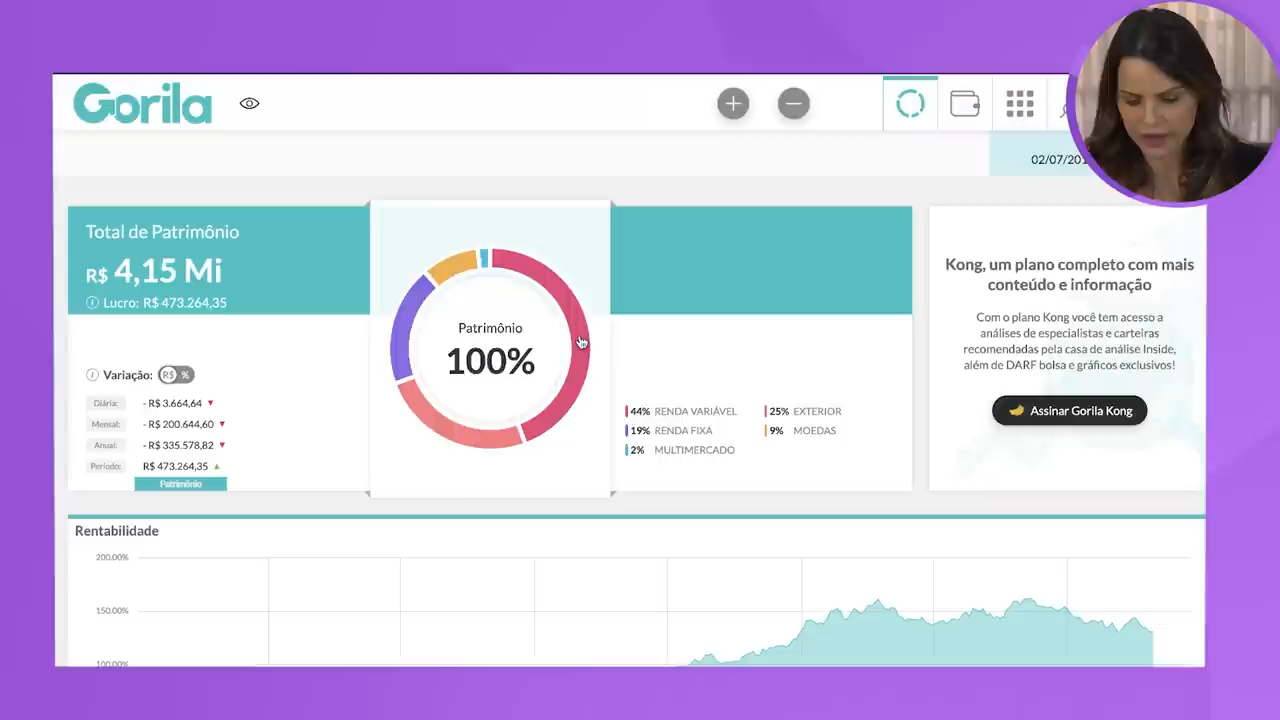 Gorila
02/07/201
Total de Patrimônio
R$ 4,15 Mi
Lucro: R$ 473.264,35
Variação: R$ %
Diária: - R$ 3.664,64
Mensal: - R$ 200.644,60
Anual: - R$ 335.578,82
Período: R$ 473.264,35
Patrimônio
Patrimônio
100%
44% RENDA VARIÁVEL
25% EXTERIOR
19% RENDA FIXA
9% MOEDAS
2% MULTIMERCADO
Kong, um plano completo com mais
conteúdo e informação
Com o plano Kong você tem acesso a
análises de especialistas e carteiras
recomendadas pela casa de análise Inside,
além de DARF bolsa e gráficos exclusivos!
Assinar Gorila Kong
Rentabilidade
200.00%
150.00%
100.00%